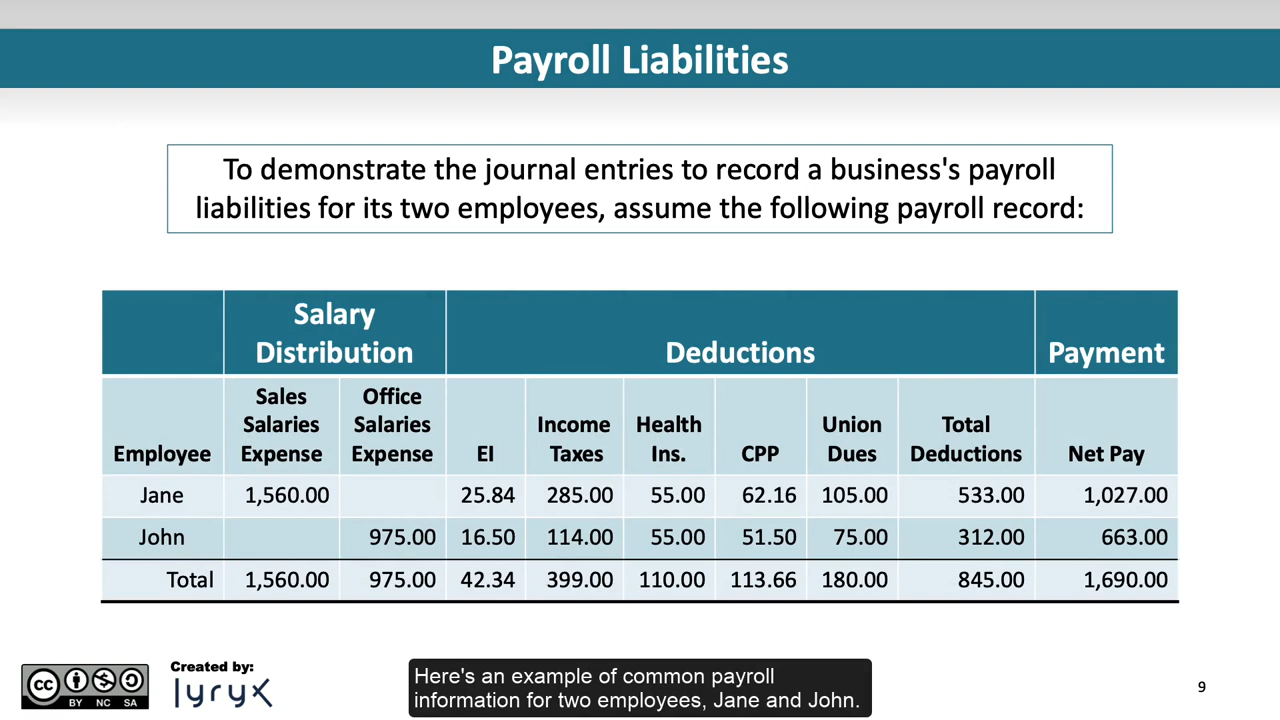 Payroll Liabilities
To demonstrate the journal entries to record a business's payroll
liabilities for its two employees, assume the following payroll record:
Salary Distribution Deductions Payment
Employee Sales Salaries Expense Office Salaries Expense EI Income Taxes Health Ins. CPP Union Dues Total Deductions Net Pay
Jane 1,560.00 25.84 285.00 55.00 62.16 105.00 533.00 1,027.00
John 975.00 16.50 114.00 55.00 51.50 75.00 312.00 663.00
Total 1,560.00 975.00 42.34 399.00 110.00 113.66 180.00 845.00 1,690.00
cc BY NC SA
Created by:
lyryx
Here's an example of common payroll
information for two employees, Jane and John.
9